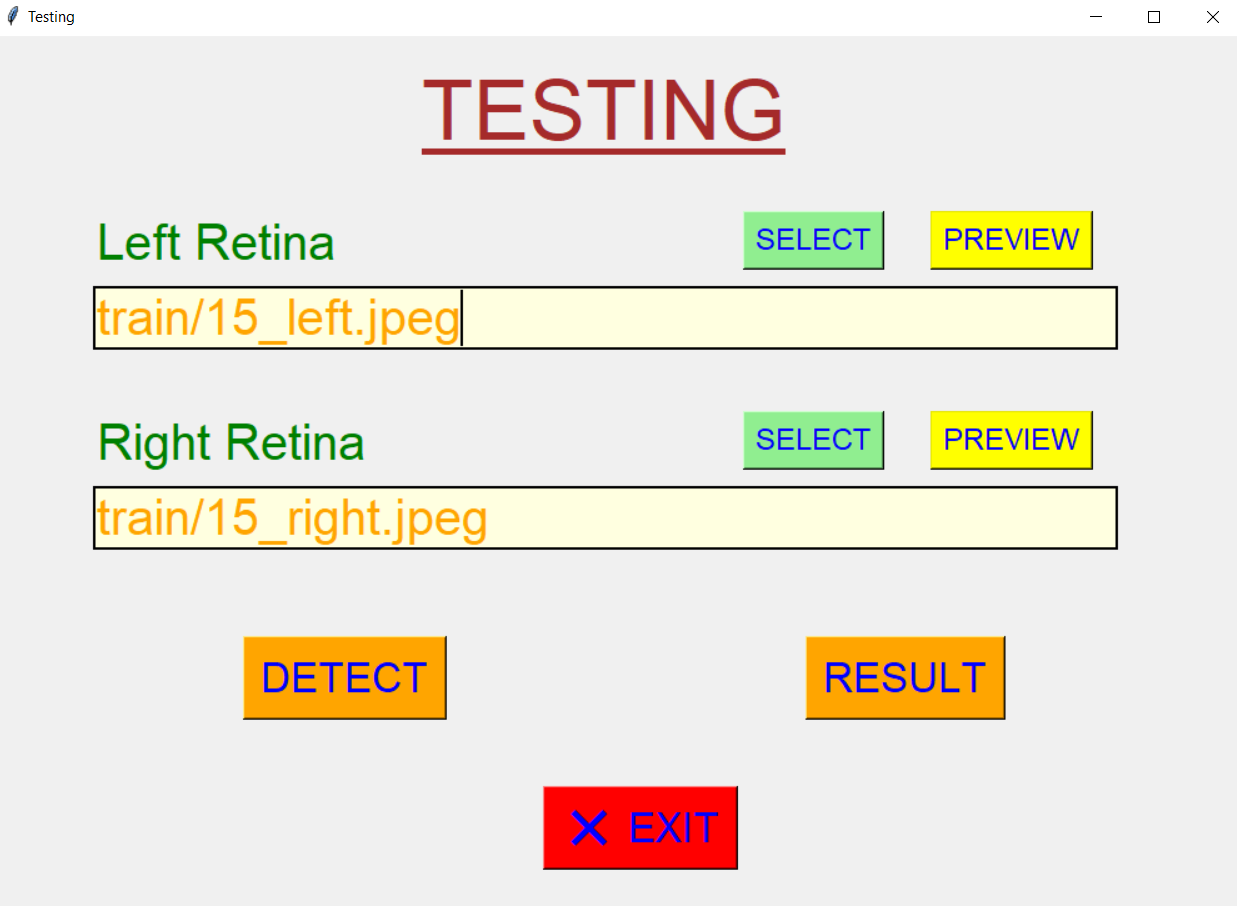 Testing
TESTING
Left Retina
SELECT
PREVIEW
train/15_left.jpeg
Right Retina
SELECT
PREVIEW
train/15_right.jpeg
DETECT
RESULT
✕ EXIT